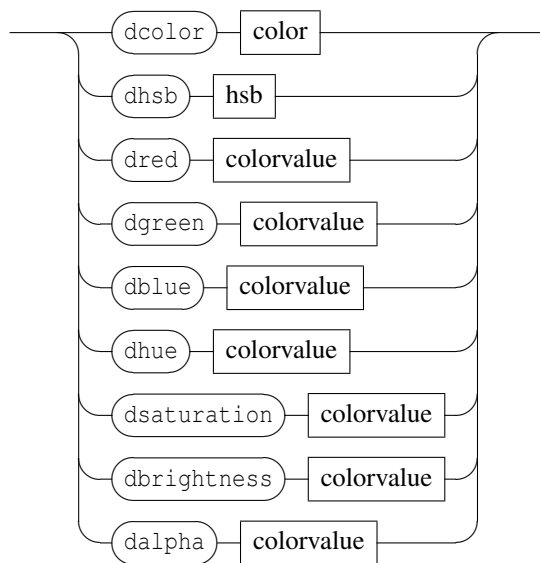 dcolor color
dhsb hsb
dred colorvalue
dgreen colorvalue
dblue colorvalue
dhue colorvalue
dsaturation colorvalue
dbrightness colorvalue
dalpha colorvalue